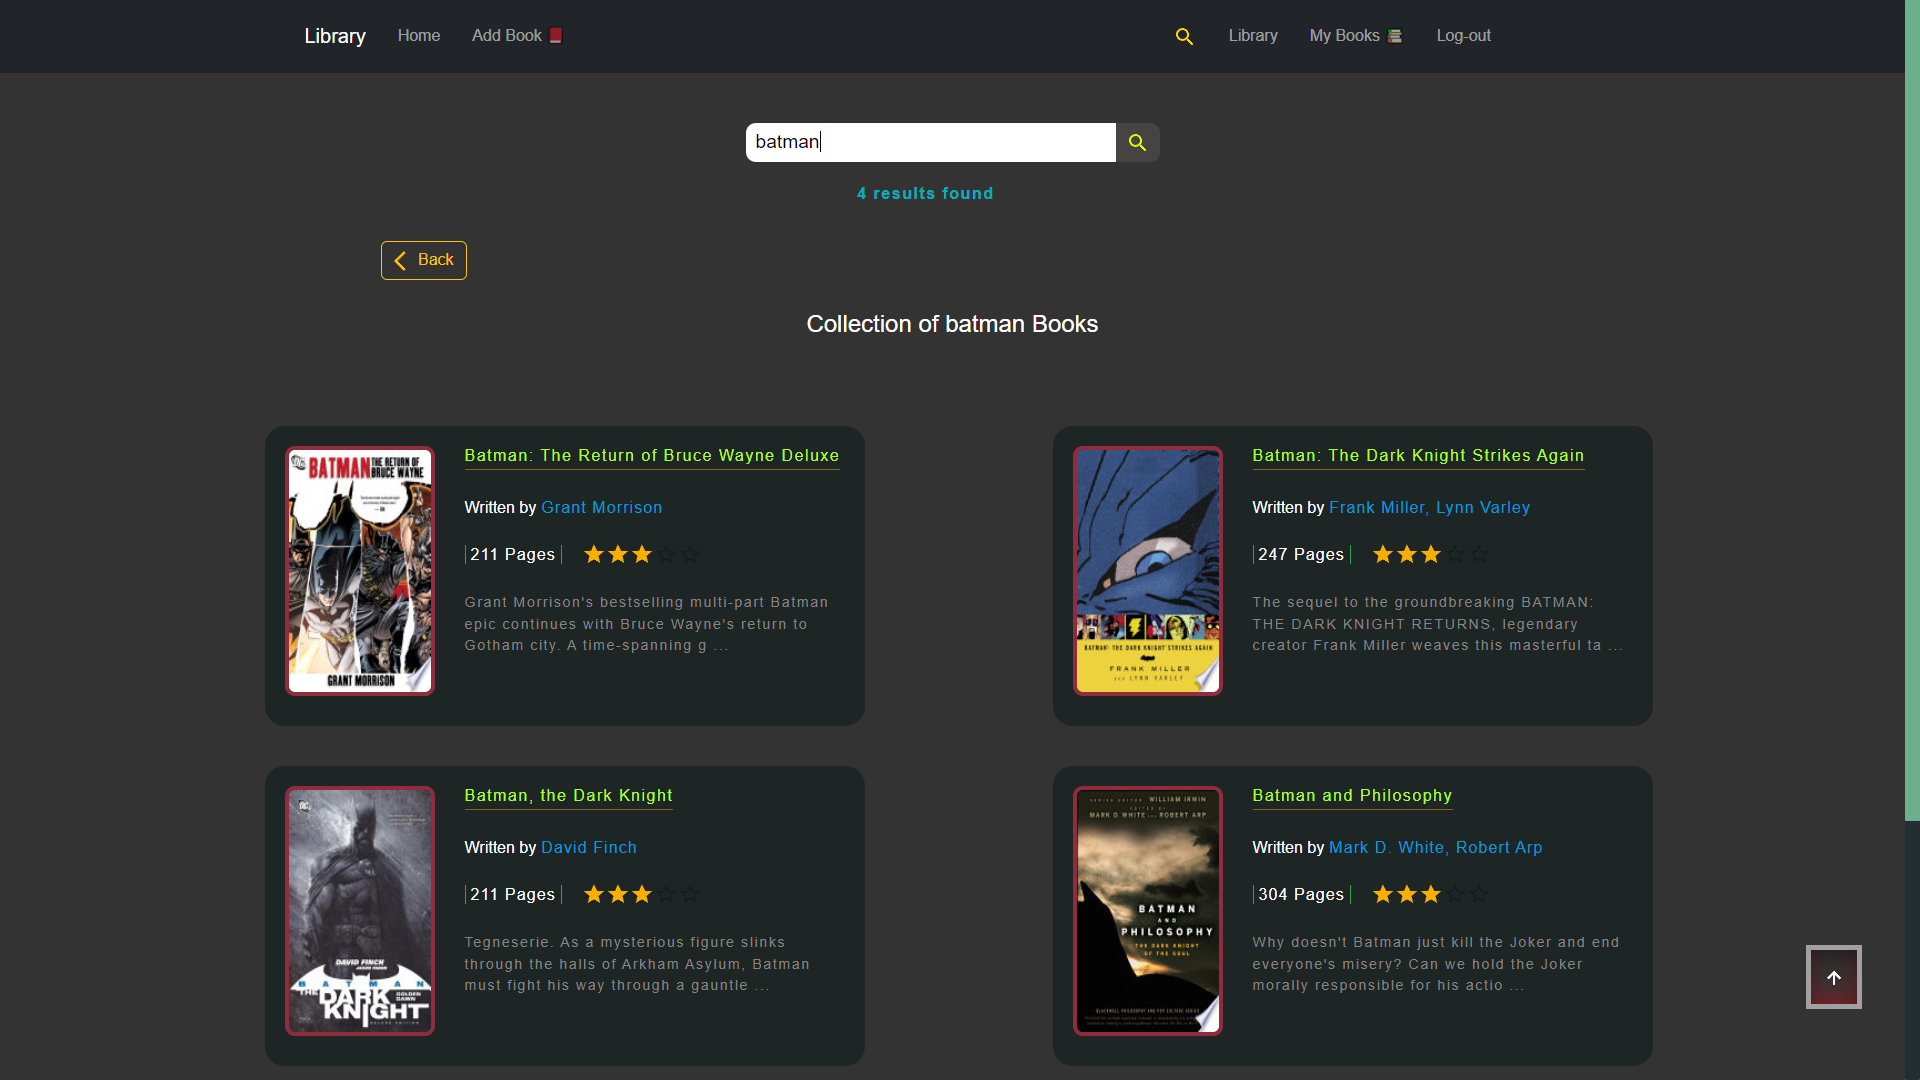 Library
Home
Add Book
Library
My Books
Log-out
batman
4 results found
Back
Collection of batman Books
BATMAN THE RETURN OF BRUCE WAYNE
GRANT MORRISON
Batman: The Return of Bruce Wayne Deluxe
Written by Grant Morrison
211 Pages
Grant Morrison's bestselling multi-part Batman
epic continues with Bruce Wayne's return to
Gotham city. A time-spanning g ...
BATMAN: THE DARK KNIGHT STRIKES AGAIN
FRANK MILLER
AND LYNN VARLEY
Batman: The Dark Knight Strikes Again
Written by Frank Miller, Lynn Varley
247 Pages
The sequel to the groundbreaking BATMAN:
THE DARK KNIGHT RETURNS, legendary
creator Frank Miller weaves this masterful ta ...
DAVID FINCH
BATMAN
THE DARK KNIGHT
GOLDEN DAWN
DELUXE EDITION
Batman, the Dark Knight
Written by David Finch
211 Pages
Tegneserie. As a mysterious figure slinks
through the halls of Arkham Asylum, Batman
must fight his way through a gauntle ...
SERIES EDITOR WILLIAM IRWIN
EDITED BY
MARK D. WHITE AND ROBERT ARP
BATMAN
AND
PHILOSOPHY
THE DARK KNIGHT
OF THE SOUL
Batman and Philosophy
Written by Mark D. White, Robert Arp
304 Pages
Why doesn't Batman just kill the Joker and end
everyone's misery? Can we hold the Joker
morally responsible for his actio ...